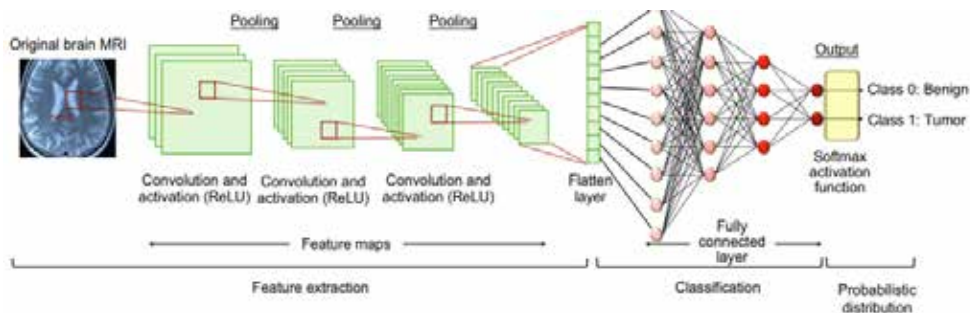 Pooling
Pooling
Pooling
Original brain MRI
Output
Class 0: Benign
Class 1: Tumor
Softmax
activation
function
Convolution and
activation (ReLU)
Convolution and
activation (ReLU)
Convolution and
activation (ReLU)
Flatten
layer
Feature maps
Fully
connected
layer
Feature extraction
Classification
Probabilistic
distribution